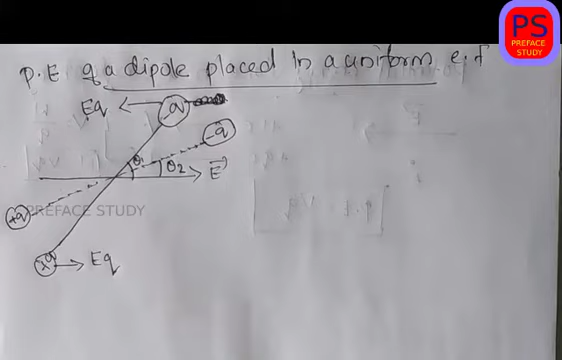 PS
PREFACE
STUDY
P.E of a dipole placed in a uniform e.f
Eq
-q
-q
θ1
θ2
E
+q
PREFACE STUDY
+q
Eq